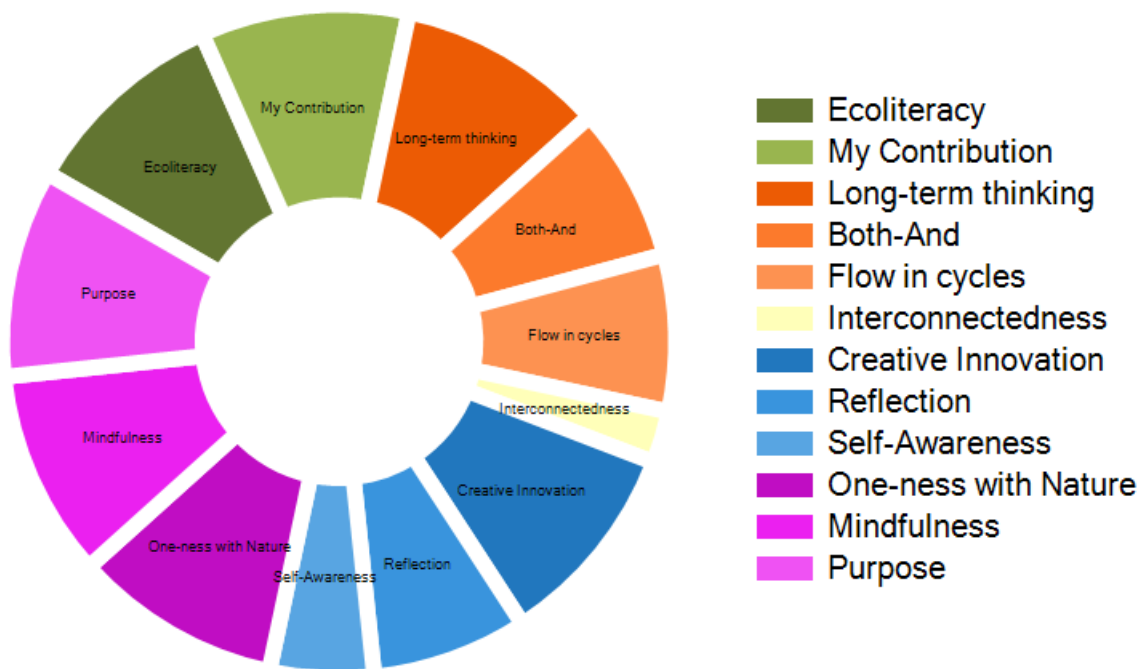 My Contribution
Long-term thinking
Ecoliteracy
Both-And
Purpose
Flow in cycles
Interconnectedness
Mindfulness
Creative Innovation
One-ness with Nature
Reflection
Self-Awareness
Ecoliteracy
My Contribution
Long-term thinking
Both-And
Flow in cycles
Interconnectedness
Creative Innovation
Reflection
Self-Awareness
One-ness with Nature
Mindfulness
Purpose